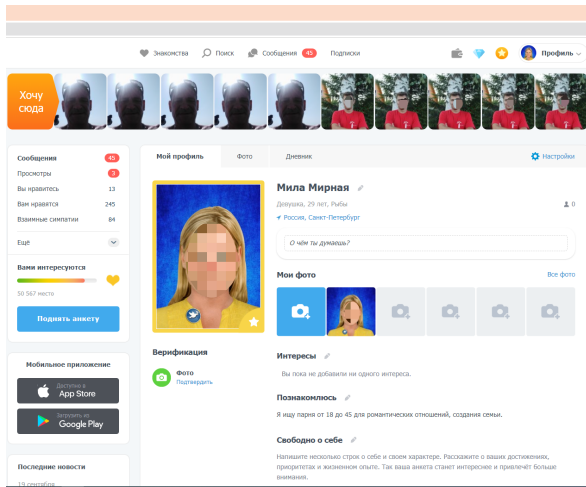 Знакомства
Поиск
Сообщения 45
Подписки
Профиль
Хочу
сюда
Сообщения 45
Просмотры 3
Вы нравитесь 13
Вам нравятся 245
Взаимные симпатии 84
Ещё
Вами интересуются
50 567 место
Поднять анкету
Мобильное приложение
Доступно в
App Store
Загрузить на
Google Play
Последние новости
19 сентября...
Мой профиль
Фото
Дневник
Настройки
Верификация
Фото
Подтвердить
Мила Мирная
Девушка, 29 лет, Рыбы
0
Россия, Санкт-Петербург
О чём ты думаешь?
Мои фото
Все фото
Интересы
Вы пока не добавили ни одного интереса.
Познакомлюсь
Я ищу парня от 18 до 45 для романтических отношений, создания семьи.
Свободно о себе
Напишите несколько строк о себе и своем характере. Расскажите о ваших достижениях,
приоритетах и жизненном опыте. Так ваша анкета станет интереснее и привлечёт больше
внимания.